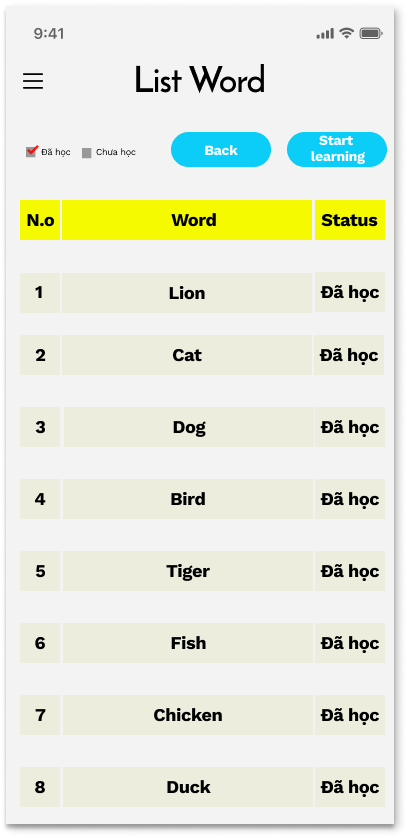 9:41
List Word
Đã học Chưa học Back Start learning
N.o Word Status
1 Lion Đã học
2 Cat Đã học
3 Dog Đã học
4 Bird Đã học
5 Tiger Đã học
6 Fish Đã học
7 Chicken Đã học
8 Duck Đã học